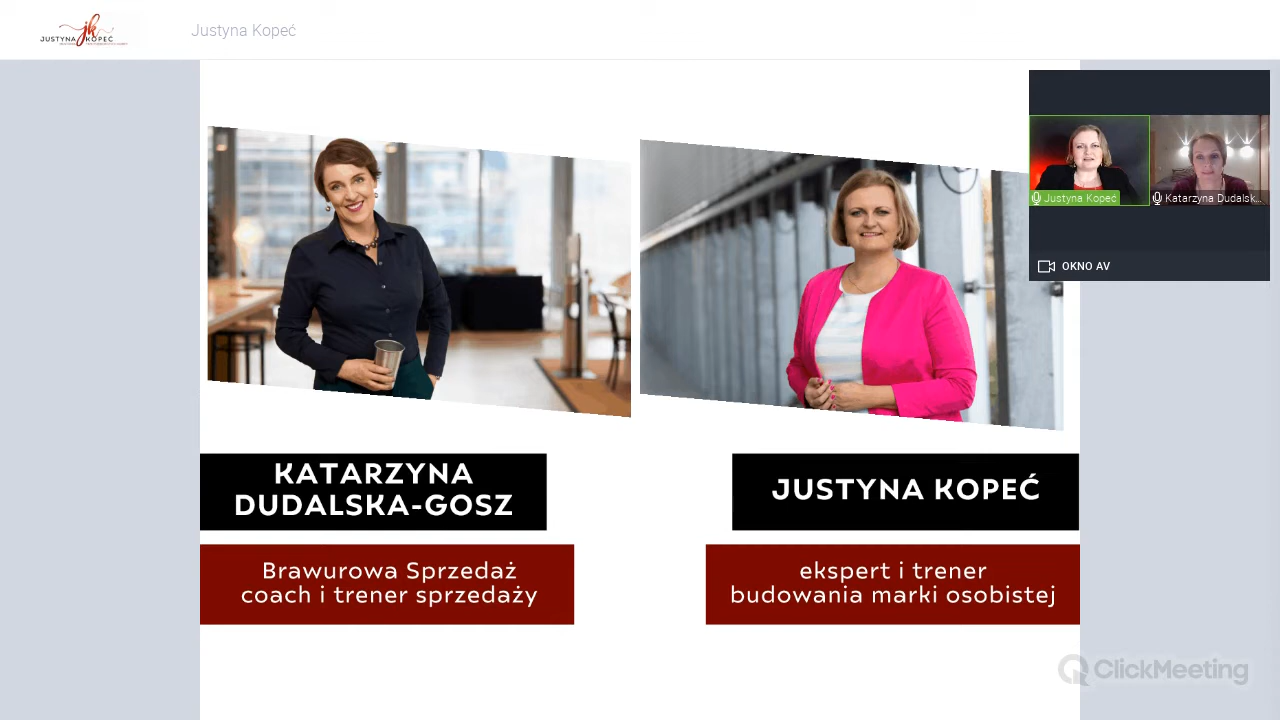 JUSTYNA jk KOPEĆ
Justyna Kopeć
Justyna Kopeć
Katarzyna Dudalsk...
OKNO AV
KATARZYNA
DUDALSKA-GOSZ
JUSTYNA KOPEĆ
Brawurowa Sprzedaż
coach i trener sprzedaży
ekspert i trener
budowania marki osobistej
ClickMeeting